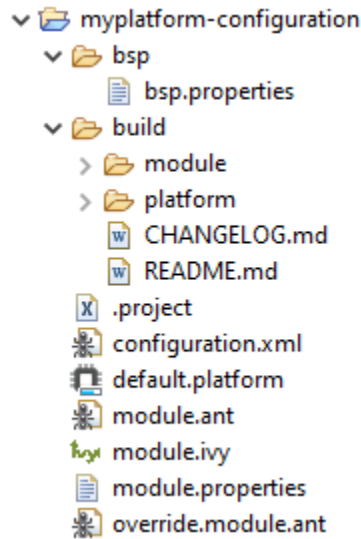 myplatform-configuration
bsp
bsp.properties
build
module
platform
CHANGELOG.md
README.md
.project
configuration.xml
default.platform
module.ant
module.ivy
module.properties
override.module.ant